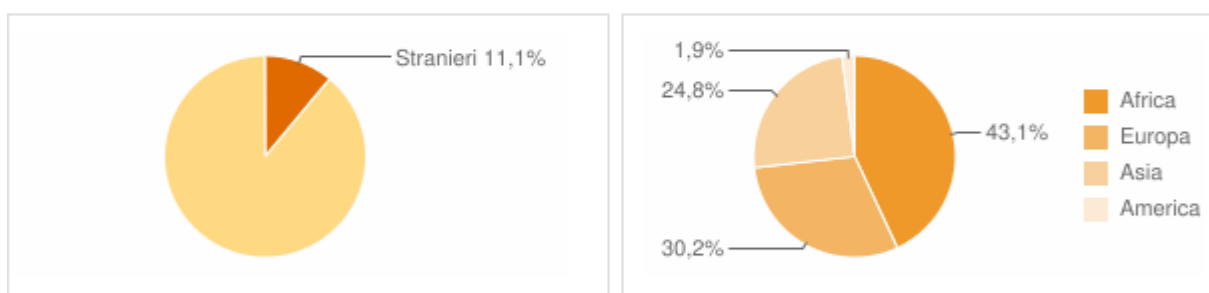 Stranieri 11,1%
1,9%
24,8%
43,1%
30,2%
Africa
Europa
Asia
America